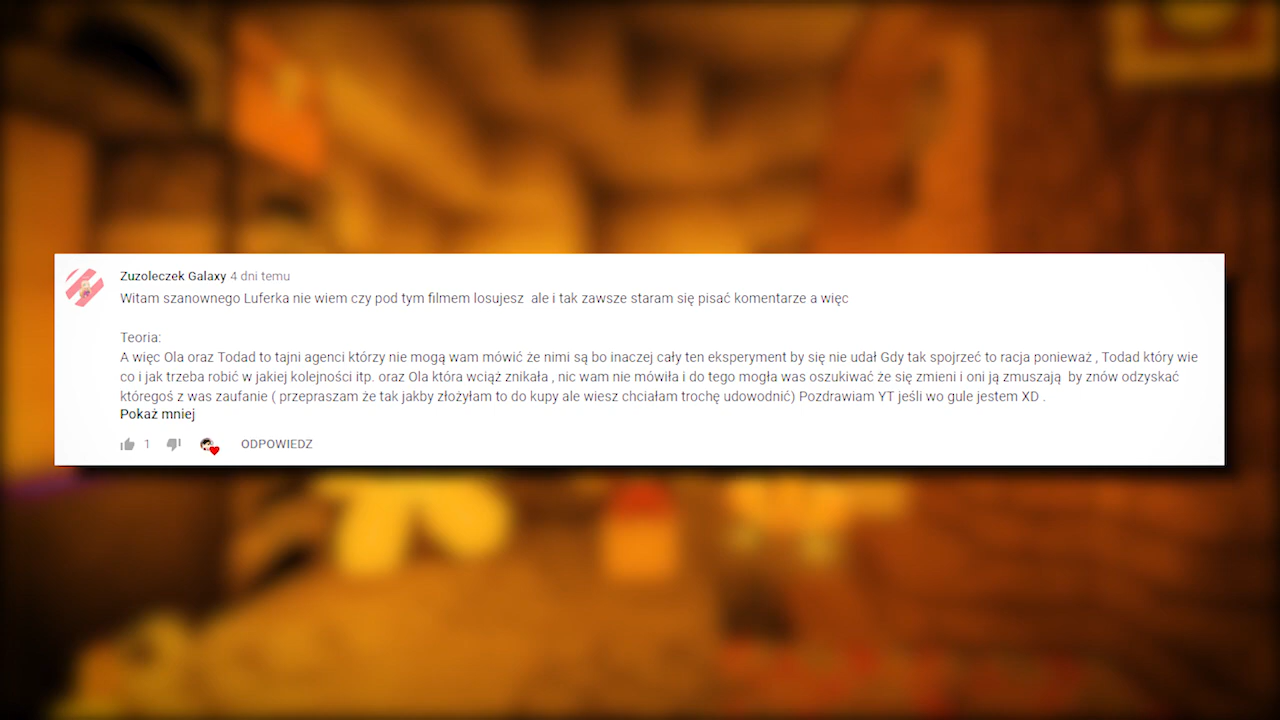 Zuzoleczek Galaxy 4 dni temu
Witam szanownego Luferka nie wiem czy pod tym filmem losujesz  ale i tak zawsze staram się pisać komentarze a więc
Teoria:
A więc Ola oraz Todad to tajni agenci którzy nie mogą wam mówić że nimi są bo inaczej cały ten eksperyment by się nie udał Gdy tak spojrzeć to racja ponieważ , Todad który wie
co i jak trzeba robić w jakiej kolejności itp. oraz Ola która wciąż znikała , nic wam nie mówiła i do tego mogła was oszukiwać że się zmieni i oni ją zmuszają  by znów odzyskać
któregoś z was zaufanie ( przepraszam że tak jakby złożyłam to do kupy ale wiesz chciałam trochę udowodnić) Pozdrawiam YT jeśli wo gule jestem XD .
Pokaż mniej
1 ODPOWIEDZ